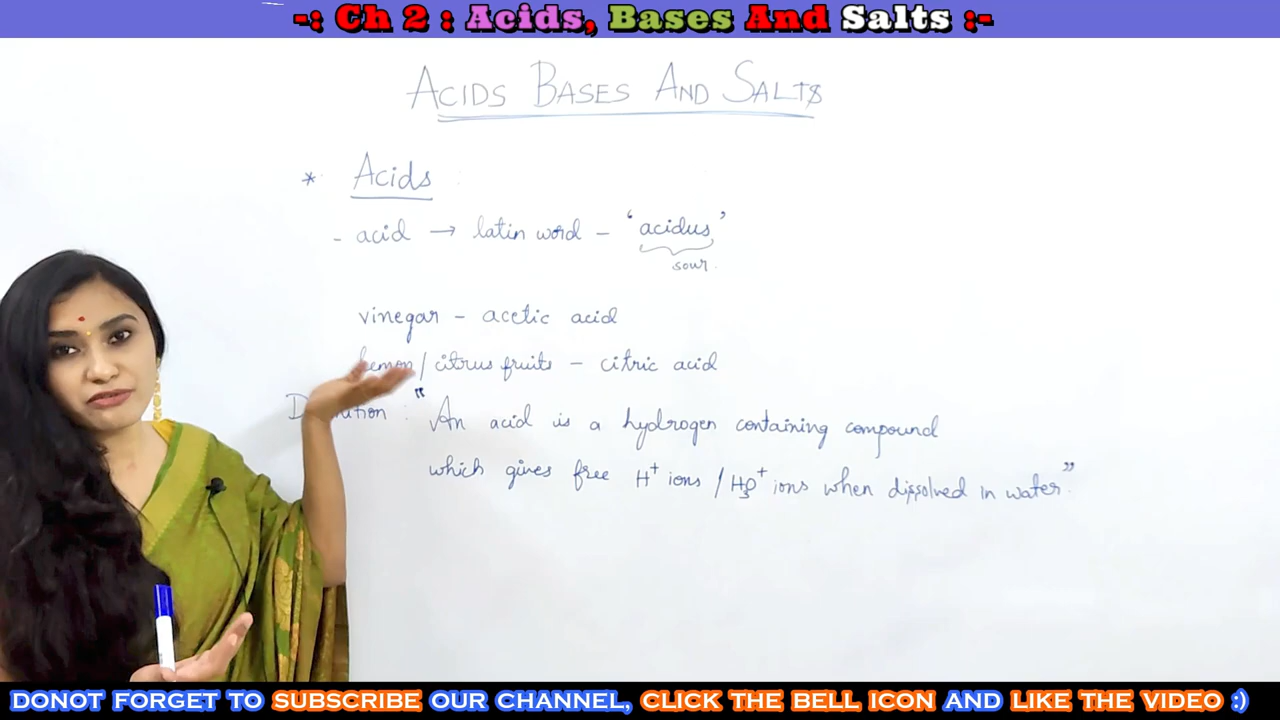 -: Ch 2 : Acids, Bases And Salts :-
ACIDS BASES AND SALTS
* Acids :
- acid → latin word – ‘acidus’
sour.
vinegar – acetic acid
lemon / citrus fruits – citric acid
: "An acid is a hydrogen containing compound
which gives free H⁺ ions / H₃O⁺ ions when dissolved in water."
DONOT FORGET TO SUBSCRIBE OUR CHANNEL, CLICK THE BELL ICON AND LIKE THE VIDEO :)